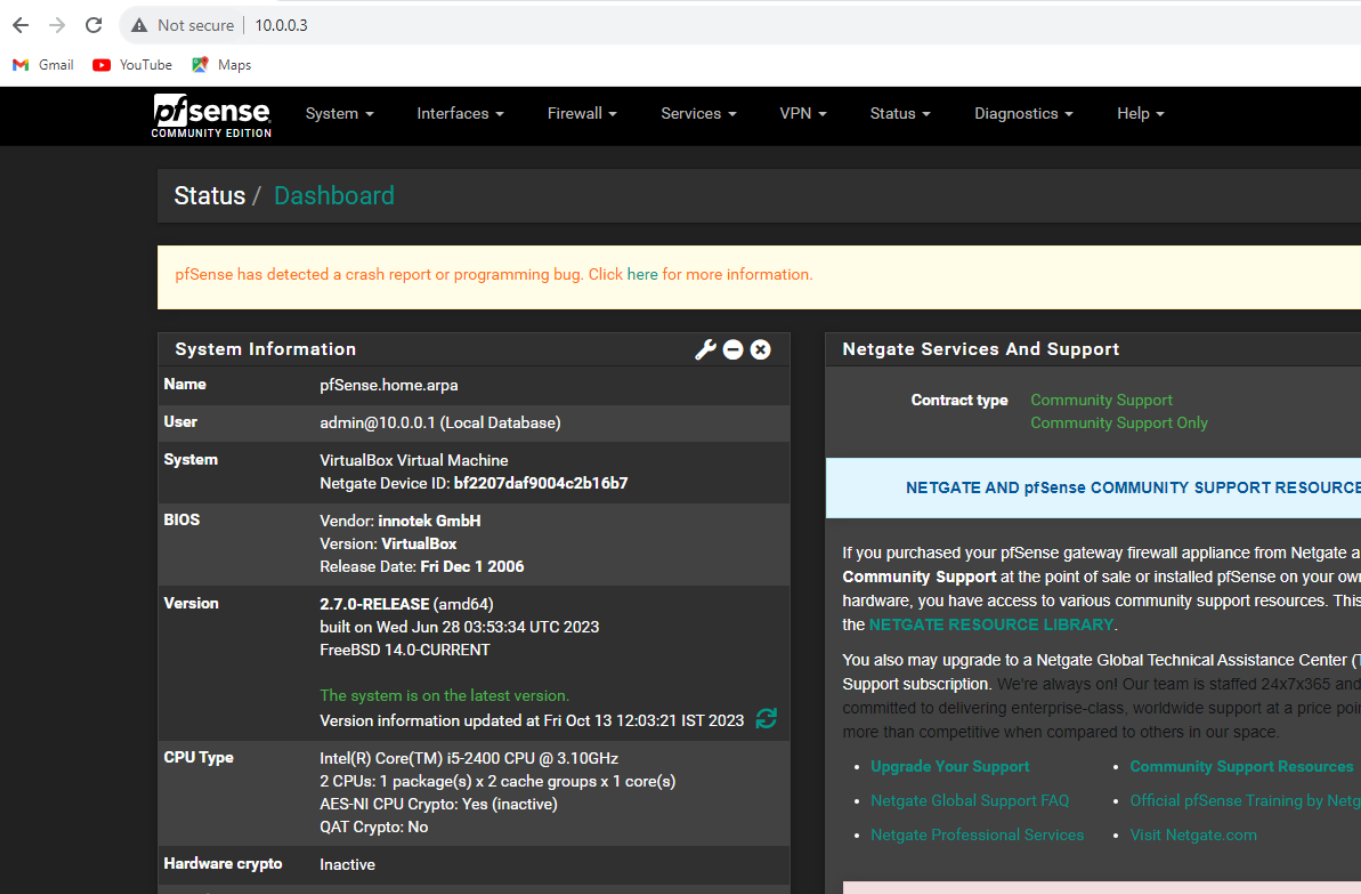 Not secure | 10.0.0.3
Gmail YouTube Maps
pfsense COMMUNITY EDITION
System Interfaces Firewall Services VPN Status Diagnostics Help
Status / Dashboard
pfSense has detected a crash report or programming bug. Click here for more information.
System Information
Name pfSense.home.arpa
User admin@10.0.0.1 (Local Database)
System VirtualBox Virtual Machine
Netgate Device ID: bf2207daf9004c2b16b7
BIOS Vendor: innotek GmbH
Version: VirtualBox
Release Date: Fri Dec 1 2006
Version 2.7.0-RELEASE (amd64)
built on Wed Jun 28 03:53:34 UTC 2023
FreeBSD 14.0-CURRENT
The system is on the latest version.
Version information updated at Fri Oct 13 12:03:21 IST 2023
CPU Type Intel(R) Core(TM) i5-2400 CPU @ 3.10GHz
2 CPUs: 1 package(s) x 2 cache groups x 1 core(s)
AES-NI CPU Crypto: Yes (inactive)
QAT Crypto: No
Hardware crypto Inactive
Netgate Services And Support
Contract type Community Support
Community Support Only
NETGATE AND pfSense COMMUNITY SUPPORT RESOURCE
If you purchased your pfSense gateway firewall appliance from Netgate a
Community Support at the point of sale or installed pfSense on your own
hardware, you have access to various community support resources. This
the NETGATE RESOURCE LIBRARY.
You also may upgrade to a Netgate Global Technical Assistance Center (T
Support subscription. We're always on! Our team is staffed 24x7x365 and
committed to delivering enterprise-class, worldwide support at a price poin
more than competitive when compared to others in our space.
Upgrade Your Support
Community Support Resources
Netgate Global Support FAQ
Official pfSense Training by Netg
Netgate Professional Services
Visit Netgate.com